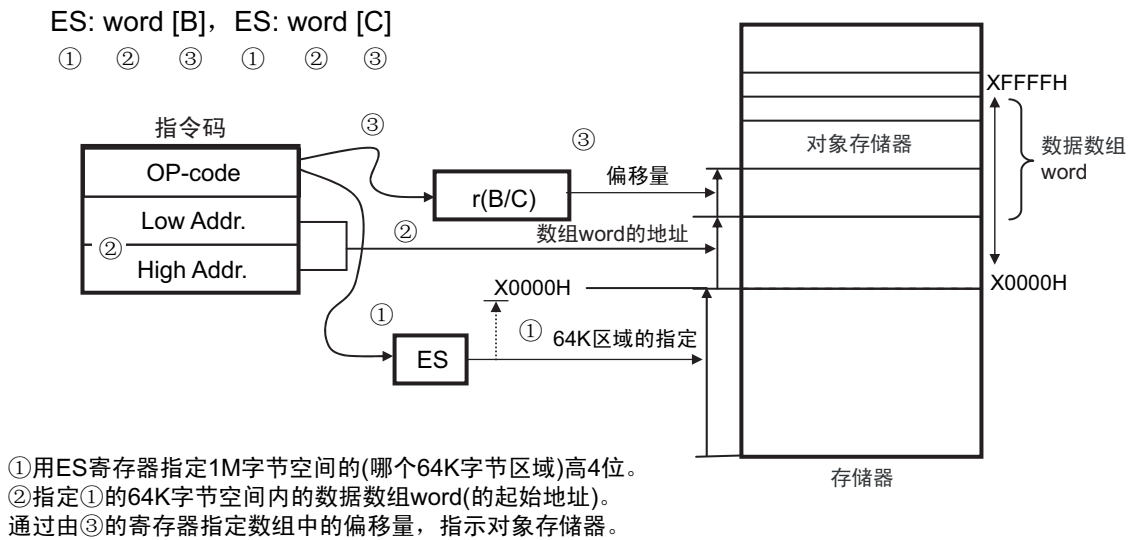 ES: word [B]，ES: word [C]
① ② ③ ① ② ③
指令码
OP-code
Low Addr.
②
High Addr.
③
r(B/C)
③
偏移量
②
数组word的地址
X0000H
①
ES
①
64K区域的指定
XFFFFH
对象存储器
数据数组
word
X0000H
存储器
①用ES寄存器指定1M字节空间的(哪个64K字节区域)高4位。
②指定①的64K字节空间内的数据数组word(的起始地址)。
通过由③的寄存器指定数组中的偏移量，指示对象存储器。